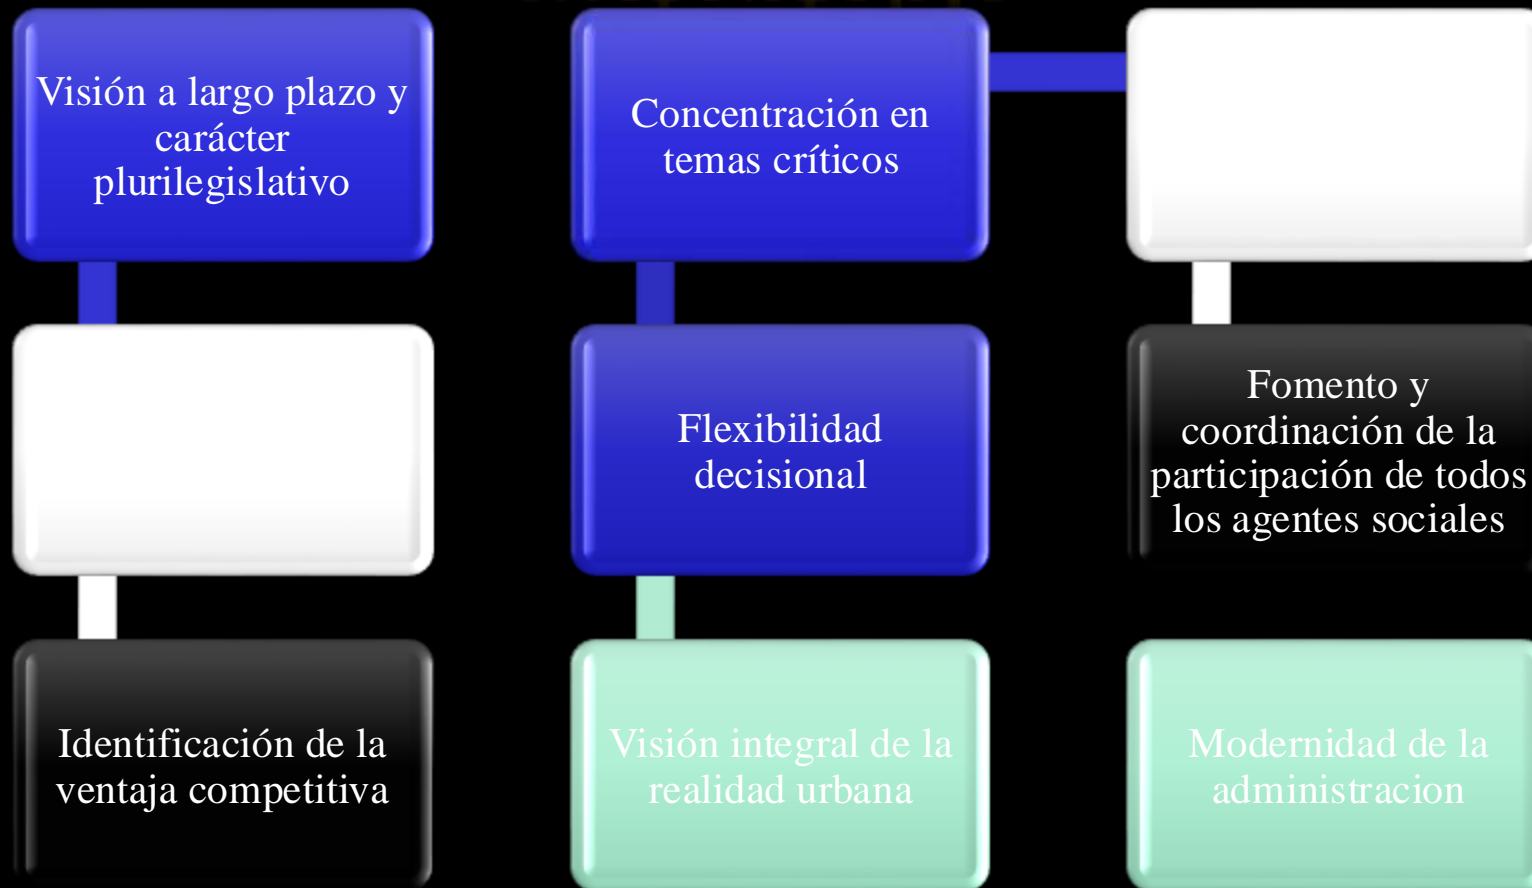 Visión a largo plazo y
carácter
plurilegislativo
Concentración en
temas críticos
Flexibilidad
decisional
Fomento y
coordinación de la
participación de todos
los agentes sociales
Identificación de la
ventaja competitiva
Visión integral de la
realidad urbana
Modernidad de la
administracion